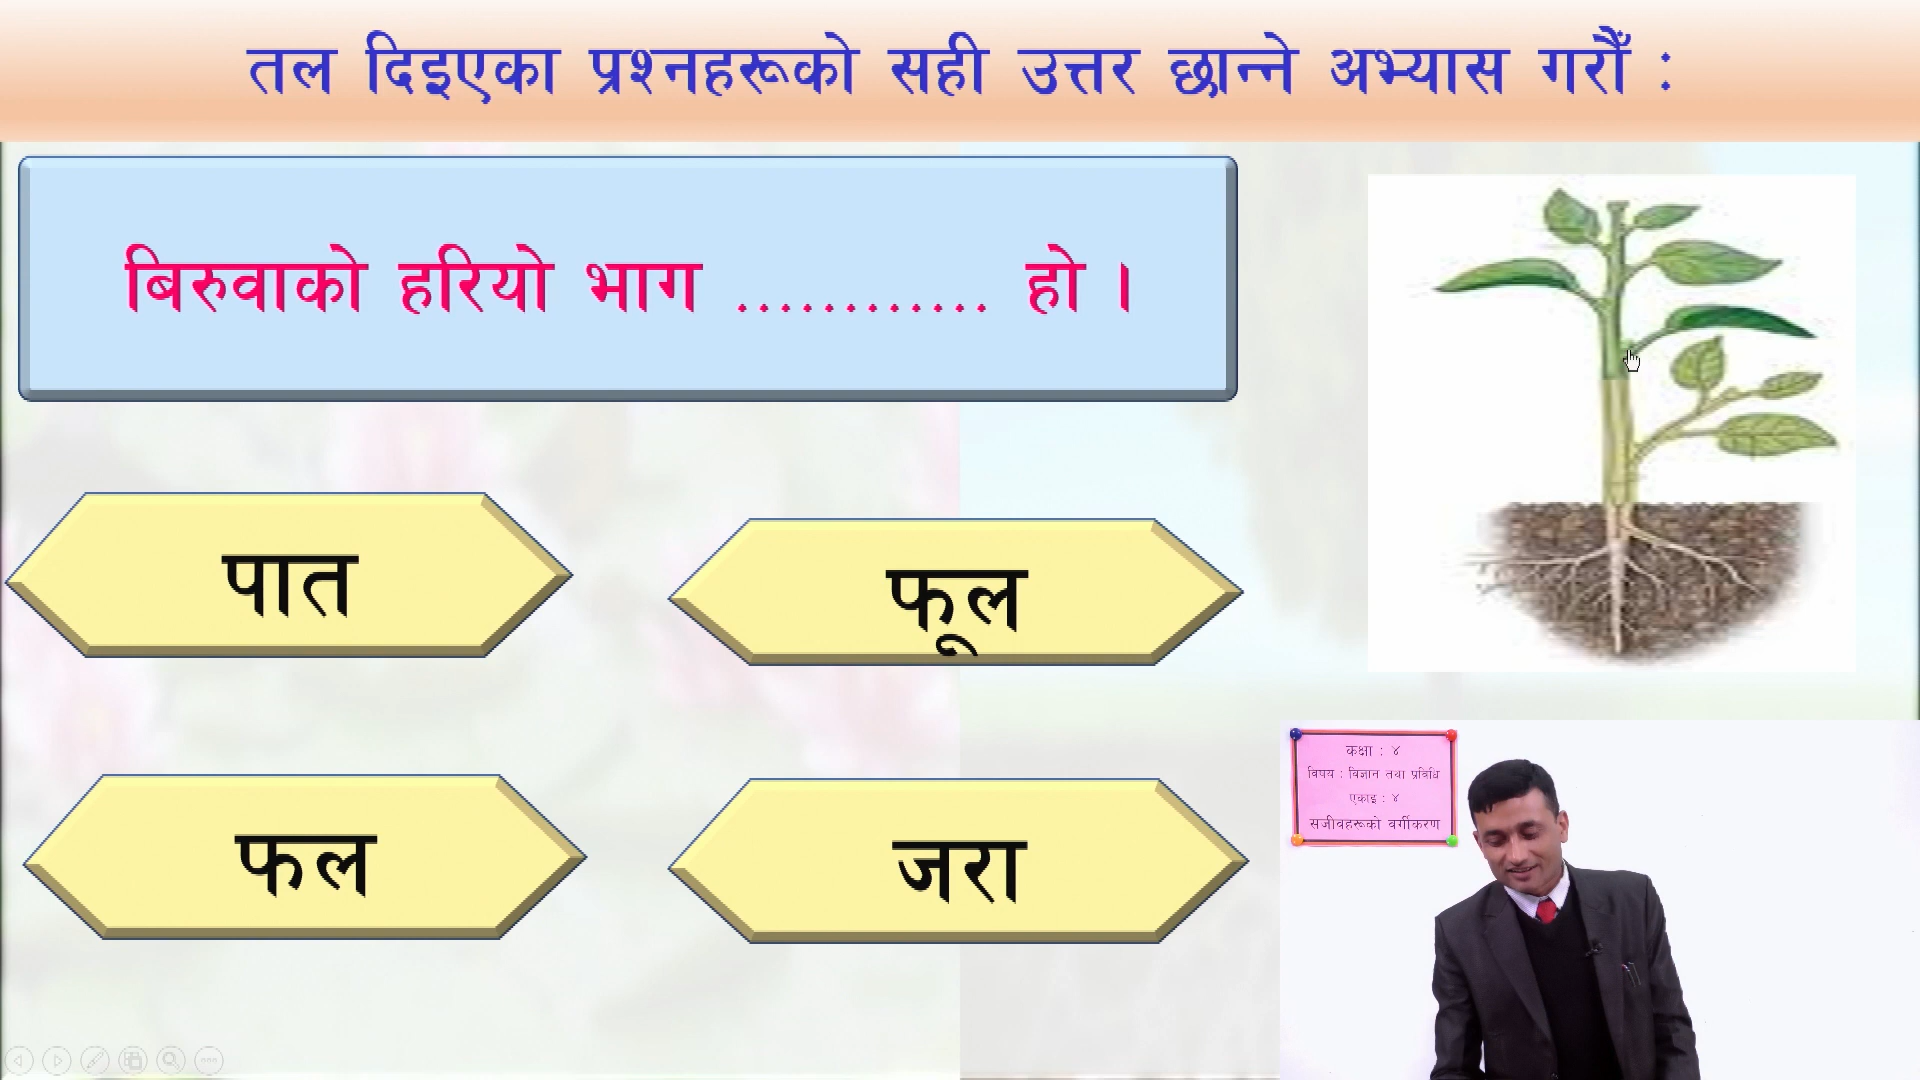 तल दिइएका प्रश्नहरूको सही उत्तर छान्ने अभ्यास गरौँ :
बिरुवाको हरियो भाग ............ हो ।
पात
फूल
फल
जरा
कक्षा : ४
विषय : विज्ञान तथा प्रविधि
एकाइ : ४
सजीवहरूको वर्गीकरण